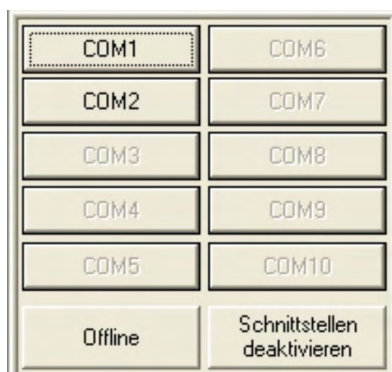 COM1 COM6
COM2 COM7
COM3 COM8
COM4 COM9
COM5 COM10
Offline
Schnittstellen
deaktivieren